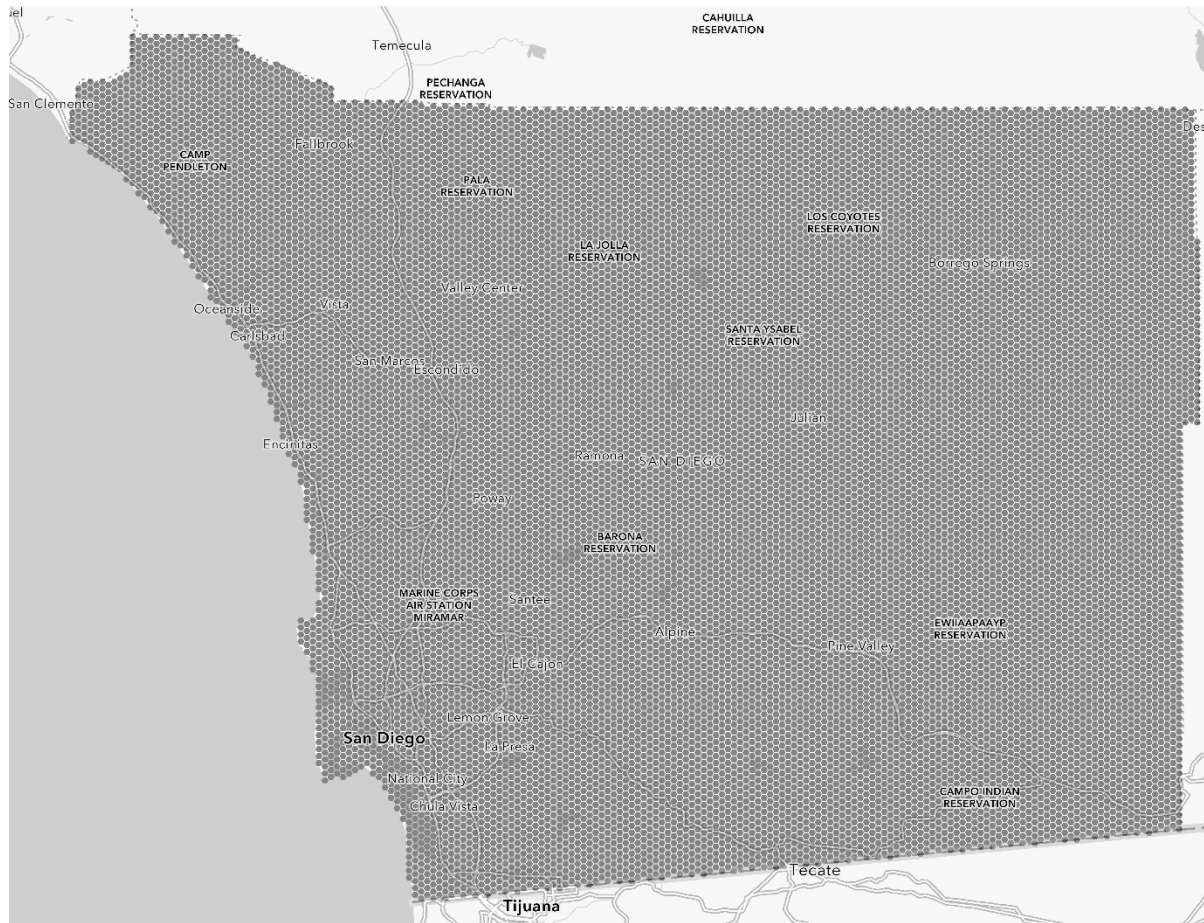 CAHUILLA
RESERVATION
Temecula
PECHANGA
RESERVATION
San Clemente
Fallbrook
CAMP
PENDLETON
PALA
RESERVATION
LOS COYOTES
RESERVATION
LA JOLLA
RESERVATION
Borrego Springs
Valley Center
Oceanside
Vista
Carlsbad
SANTA YSABEL
RESERVATION
San Marcos
Escondido
Julian
Encinitas
Ramona
SAN DIEGO
Poway
BARONA
RESERVATION
MARINE CORPS
AIR STATION
MIRAMAR
Santee
Alpine
EWIIAAPAAYP
RESERVATION
Pine Valley
El Cajon
Lemon Grove
San Diego
La Presa
National City
Chula Vista
CAMPO INDIAN
RESERVATION
Tecate
Tijuana